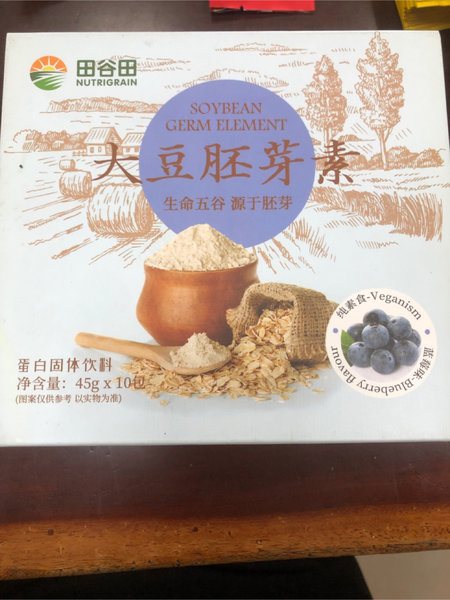 田谷田
NUTRIGRAIN
SOYBEAN
GERM ELEMENT
大豆胚芽素
生命五谷 源于胚芽
纯素食-Veganism
蓝莓味-Blueberry flavour
蛋白固体饮料
净含量：45g x 10包
(图案仅供参考 以实物为准)